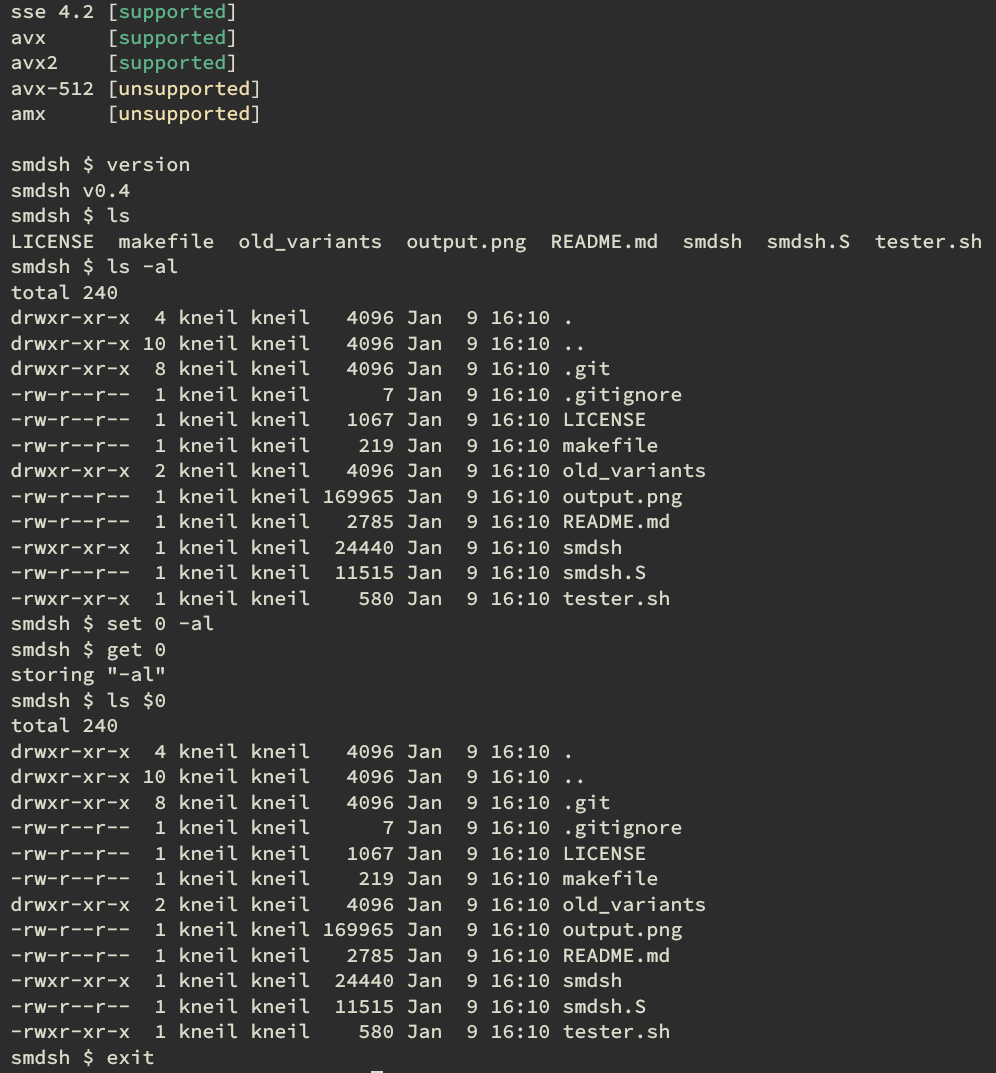 sse 4.2 [supported]
avx     [supported]
avx2    [supported]
avx-512 [unsupported]
amx     [unsupported]

smdsh $ version
smdsh v0.4
smdsh $ ls
LICENSE  makefile  old_variants  output.png  README.md  smdsh  smdsh.S  tester.sh
smdsh $ ls -al
total 240
drwxr-xr-x  4 kneil kneil   4096 Jan  9 16:10 .
drwxr-xr-x 10 kneil kneil   4096 Jan  9 16:10 ..
drwxr-xr-x  8 kneil kneil   4096 Jan  9 16:10 .git
-rw-r--r--  1 kneil kneil      7 Jan  9 16:10 .gitignore
-rw-r--r--  1 kneil kneil   1067 Jan  9 16:10 LICENSE
-rw-r--r--  1 kneil kneil    219 Jan  9 16:10 makefile
drwxr-xr-x  2 kneil kneil   4096 Jan  9 16:10 old_variants
-rw-r--r--  1 kneil kneil 169965 Jan  9 16:10 output.png
-rw-r--r--  1 kneil kneil   2785 Jan  9 16:10 README.md
-rwxr-xr-x  1 kneil kneil  24440 Jan  9 16:10 smdsh
-rw-r--r--  1 kneil kneil  11515 Jan  9 16:10 smdsh.S
-rwxr-xr-x  1 kneil kneil    580 Jan  9 16:10 tester.sh
smdsh $ set 0 -al
smdsh $ get 0
storing "-al"
smdsh $ ls $0
total 240
drwxr-xr-x  4 kneil kneil   4096 Jan  9 16:10 .
drwxr-xr-x 10 kneil kneil   4096 Jan  9 16:10 ..
drwxr-xr-x  8 kneil kneil   4096 Jan  9 16:10 .git
-rw-r--r--  1 kneil kneil      7 Jan  9 16:10 .gitignore
-rw-r--r--  1 kneil kneil   1067 Jan  9 16:10 LICENSE
-rw-r--r--  1 kneil kneil    219 Jan  9 16:10 makefile
drwxr-xr-x  2 kneil kneil   4096 Jan  9 16:10 old_variants
-rw-r--r--  1 kneil kneil 169965 Jan  9 16:10 output.png
-rw-r--r--  1 kneil kneil   2785 Jan  9 16:10 README.md
-rwxr-xr-x  1 kneil kneil  24440 Jan  9 16:10 smdsh
-rw-r--r--  1 kneil kneil  11515 Jan  9 16:10 smdsh.S
-rwxr-xr-x  1 kneil kneil    580 Jan  9 16:10 tester.sh
smdsh $ exit